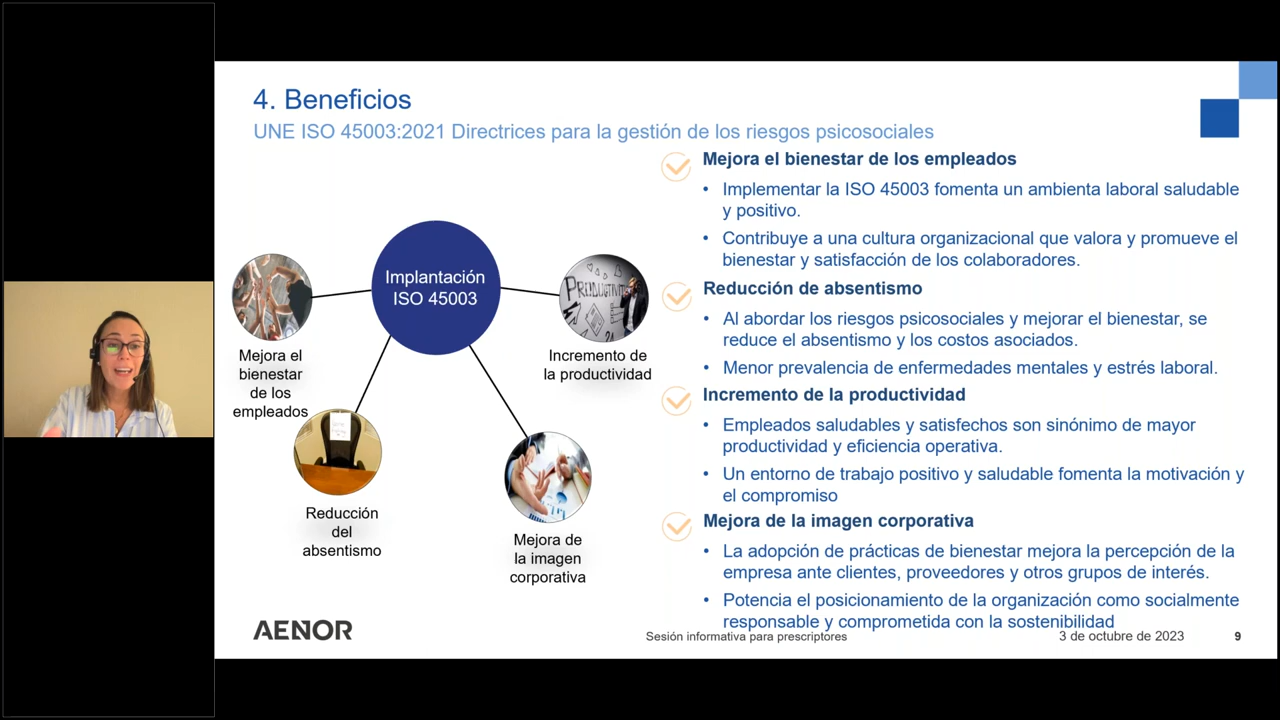 4. Beneficios
UNE ISO 45003:2021 Directrices para la gestión de los riesgos psicosociales
Implantación
ISO 45003
Mejora el
bienestar
de los
empleados
Reducción
del
absentismo
Mejora de
la imagen
corporativa
PRODUCTIVITY
Incremento de
la productividad
Mejora el bienestar de los empleados
• Implementar la ISO 45003 fomenta un ambienta laboral saludable
y positivo.
• Contribuye a una cultura organizacional que valora y promueve el
bienestar y satisfacción de los colaboradores.
Reducción de absentismo
• Al abordar los riesgos psicosociales y mejorar el bienestar, se
reduce el absentismo y los costos asociados.
• Menor prevalencia de enfermedades mentales y estrés laboral.
Incremento de la productividad
• Empleados saludables y satisfechos son sinónimo de mayor
productividad y eficiencia operativa.
• Un entorno de trabajo positivo y saludable fomenta la motivación y
el compromiso
Mejora de la imagen corporativa
• La adopción de prácticas de bienestar mejora la percepción de la
empresa ante clientes, proveedores y otros grupos de interés.
• Potencia el posicionamiento de la organización como socialmente
responsable y comprometida con la sostenibilidad
AENOR
Sesión informativa para prescriptores
3 de octubre de 2023
9